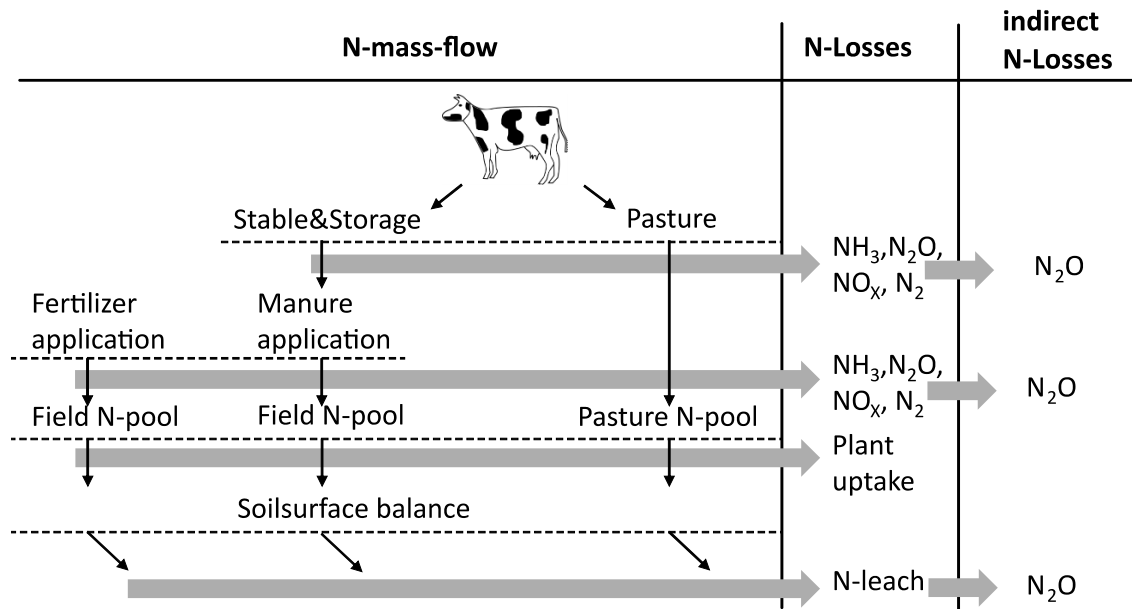 N-mass-flow
N-Losses
indirect
N-Losses
Stable&Storage
Pasture
NH₃,N₂O,
NOₓ, N₂
N₂O
Fertilizer
application
Manure
application
NH₃,N₂O,
NOₓ, N₂
N₂O
Field N-pool
Field N-pool
Pasture N-pool
Plant
uptake
Soilsurface balance
N-leach
N₂O